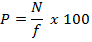 P = N/f x 100